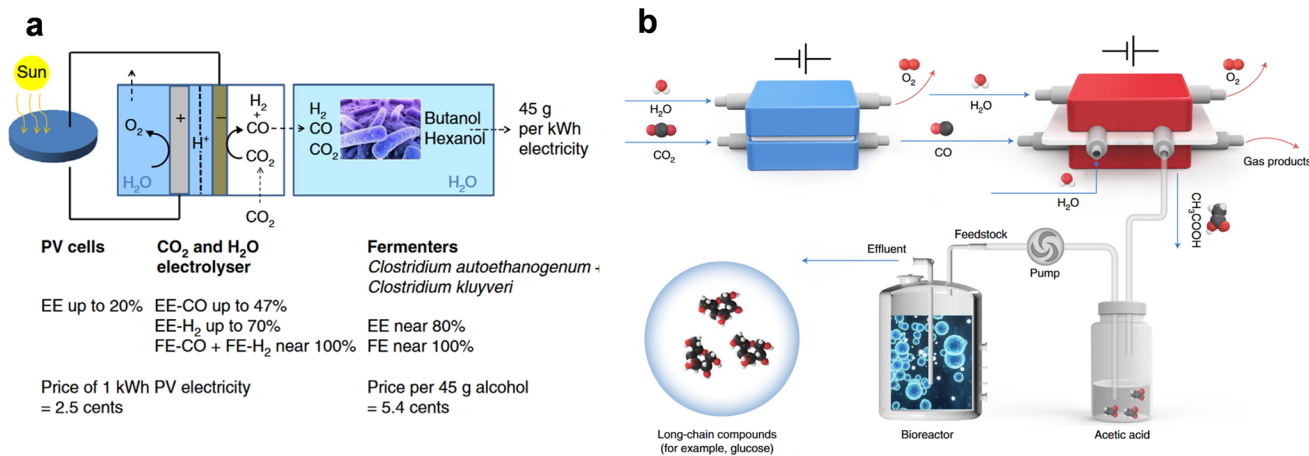 a
Sun
O2
H2O
+
H+
−
H2
+
CO
CO2
CO2
H2
CO
CO2
Butanol
Hexanol
H2O
45 g
per kWh
electricity
PV cells
CO2 and H2O
electrolyser
Fermenters
Clostridium autoethanogenum +
Clostridium kluyveri
EE up to 20%
EE-CO up to 47%
EE-H2 up to 70%
FE-CO + FE-H2 near 100%
EE near 80%
FE near 100%
Price of 1 kWh PV electricity
= 2.5 cents
Price per 45 g alcohol
= 5.4 cents
b
H2O
CO2
O2
H2O
CO
O2
Gas products
H2O
CH3COOH
Effluent
Feedstock
Pump
Long-chain compounds
(for example, glucose)
Bioreactor
Acetic acid